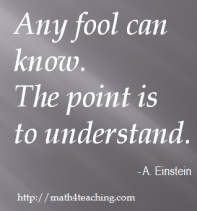 Any fool can
know.
The point is
to understand.
- A. Einstein
http://math4teaching.com